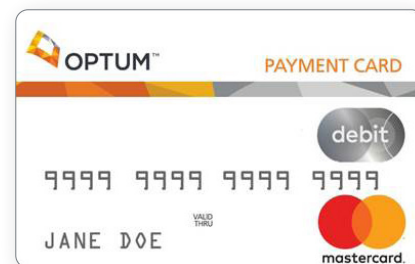 OPTUM™
PAYMENT CARD
debit
9999 9999 9999 9999
VALID
THRU
JANE DOE
mastercard.